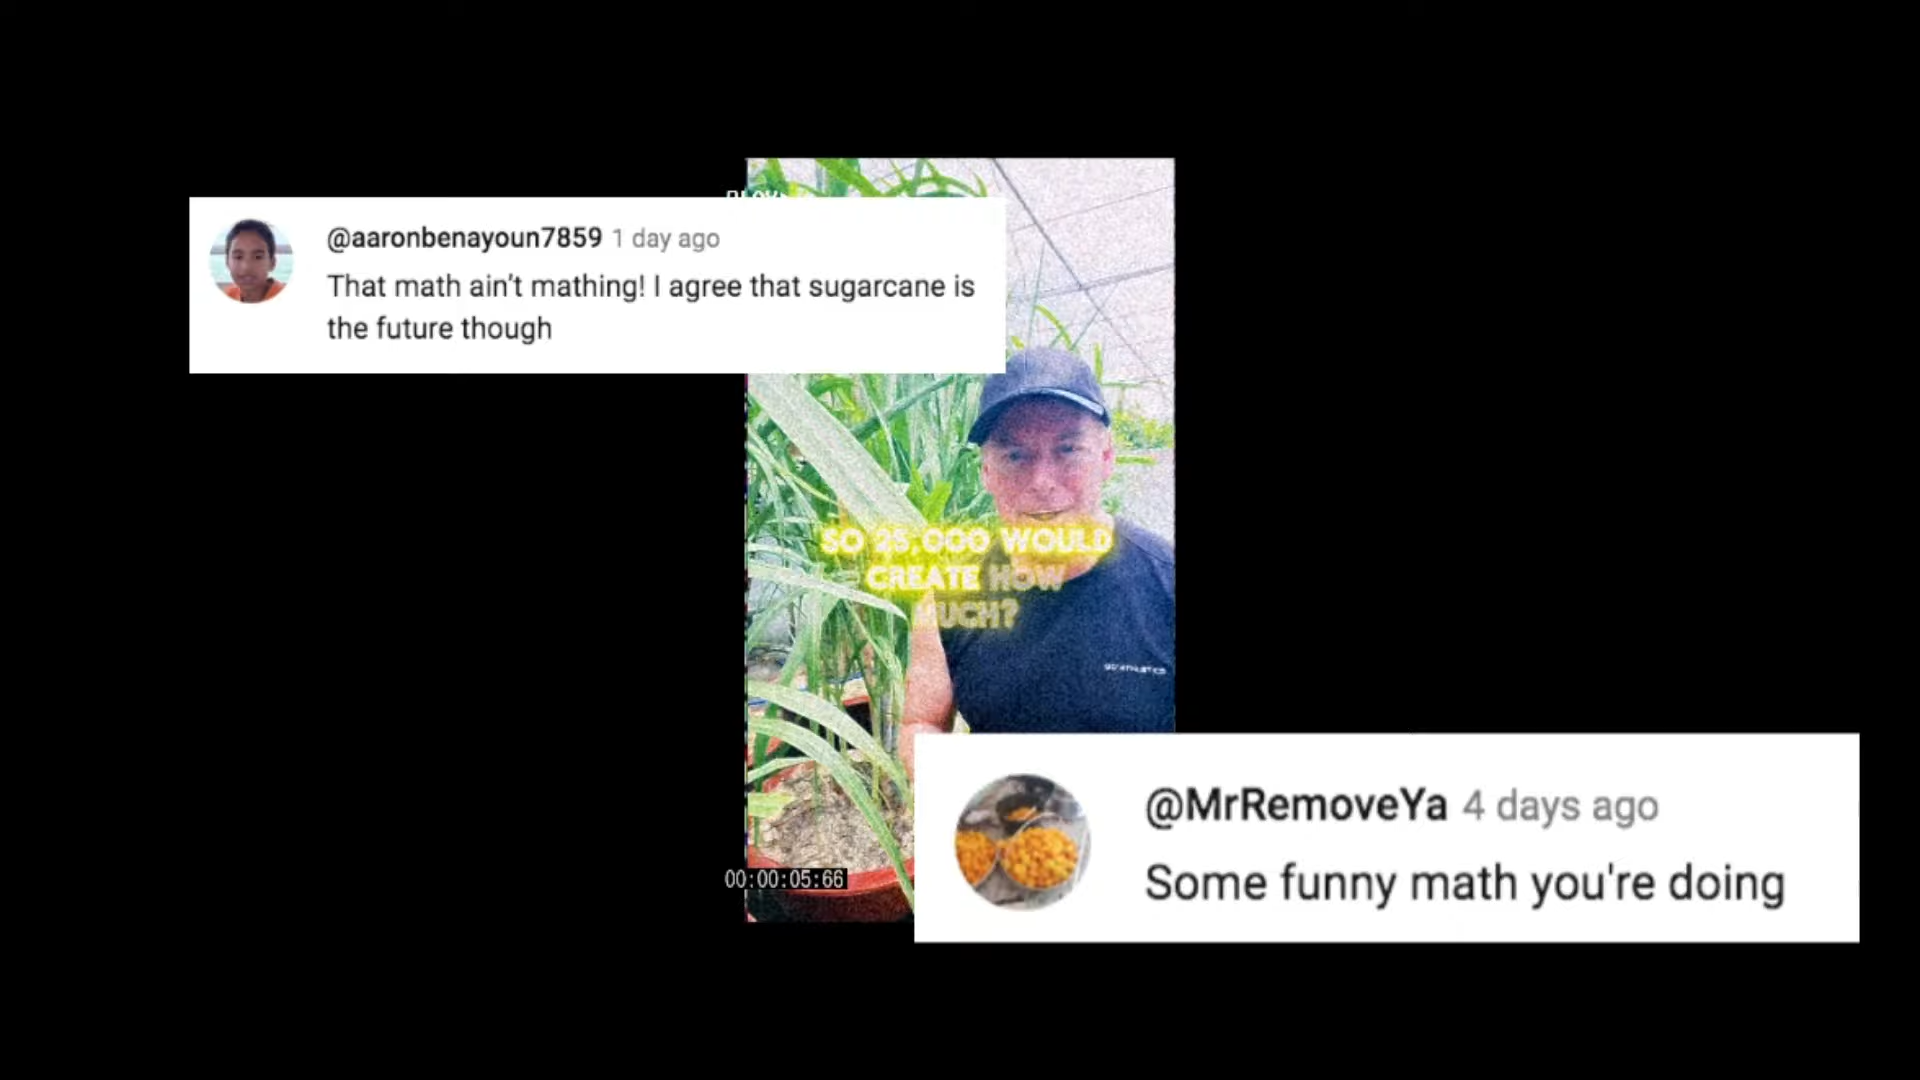 @aaronbenayoun7859 1 day ago
That math ain't mathing! I agree that sugarcane is
the future though
SO 25,000 WOULD
CREATE HOW
MUCH?
@MrRemoveYa 4 days ago
Some funny math you're doing
00:00:05:66